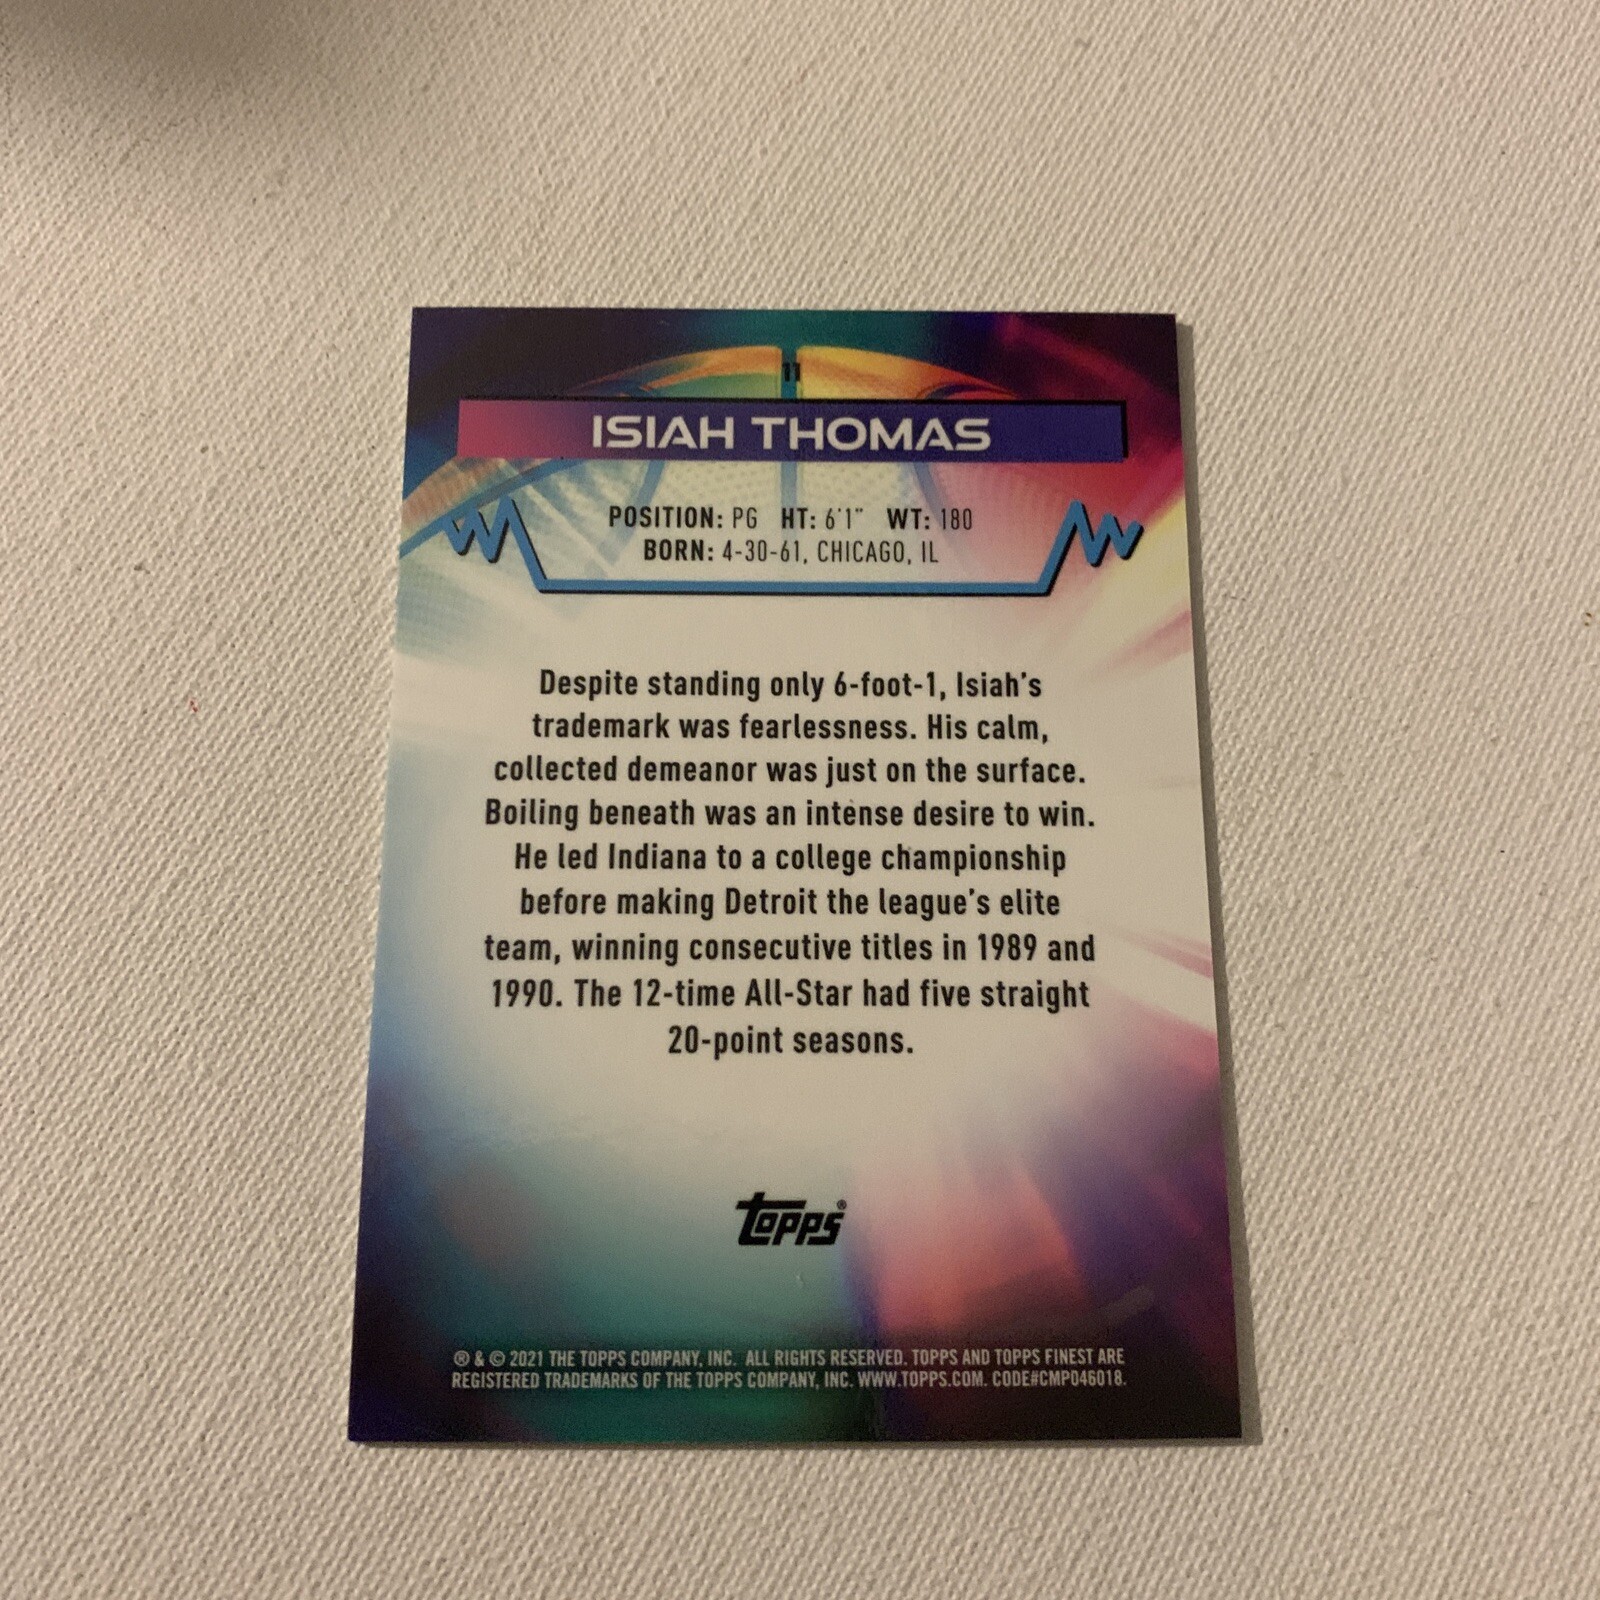 11
ISIAH THOMAS
POSITION: PG HT: 6'1" WT: 180
BORN: 4-30-61, CHICAGO, IL
Despite standing only 6-foot-1, Isiah's
trademark was fearlessness. His calm,
collected demeanor was just on the surface.
Boiling beneath was an intense desire to win.
He led Indiana to a college championship
before making Detroit the league's elite
team, winning consecutive titles in 1989 and
1990. The 12-time All-Star had five straight
20-point seasons.
Topps®
® & © 2021 THE TOPPS COMPANY, INC. ALL RIGHTS RESERVED. TOPPS AND TOPPS FINEST ARE
REGISTERED TRADEMARKS OF THE TOPPS COMPANY, INC. WWW.TOPPS.COM. CODE#CMP046018.